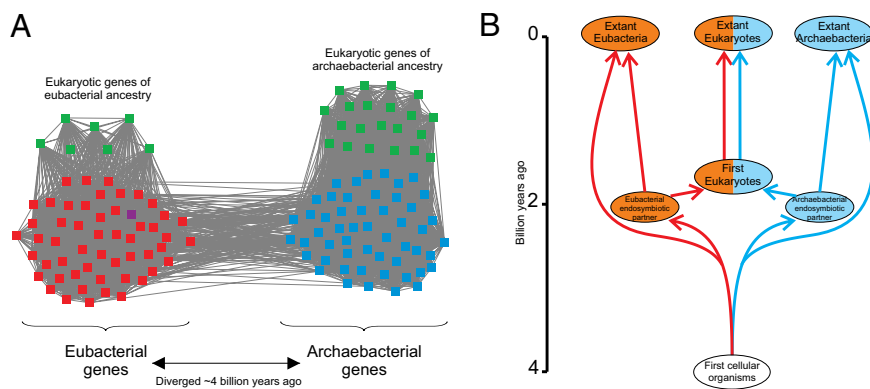 A
Eukaryotic genes of
eubacterial ancestry
Eukaryotic genes of
archaebacterial ancestry
Eubacterial
genes
Archaebacterial
genes
Diverged ~4 billion years ago
B
Billion years ago
0
2
4
Extant
Eubacteria
Extant
Eukaryotes
Extant
Archaebacteria
First
Eukaryotes
Eubacterial
endosymbiotic
partner
Archaebacterial
endosymbiotic
partner
First cellular
organisms